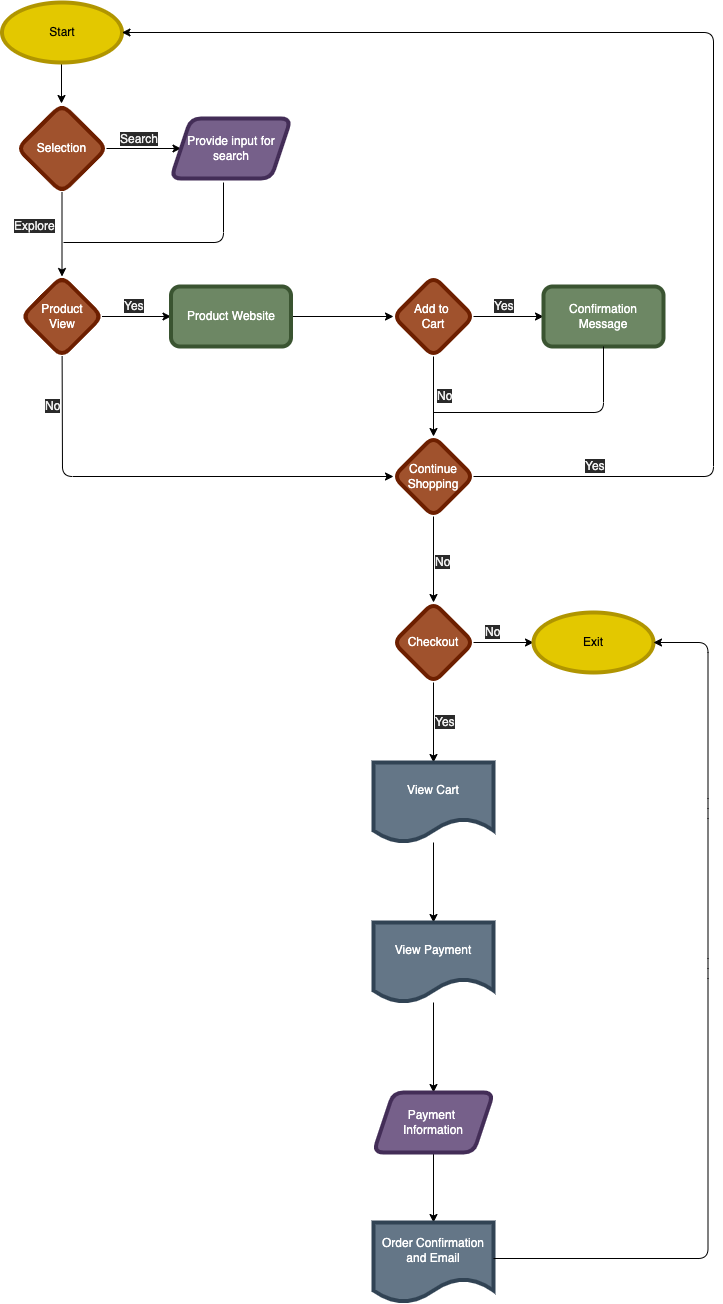 Start
Selection
Search
Provide input for
search
Explore
Product
View
Yes
Product Website
Add to
Cart
Yes
Confirmation
Message
No
No
Continue
Shopping
Yes
No
Checkout
No
Exit
Yes
View Cart
View Payment
Payment
Information
Order Confirmation
and Email